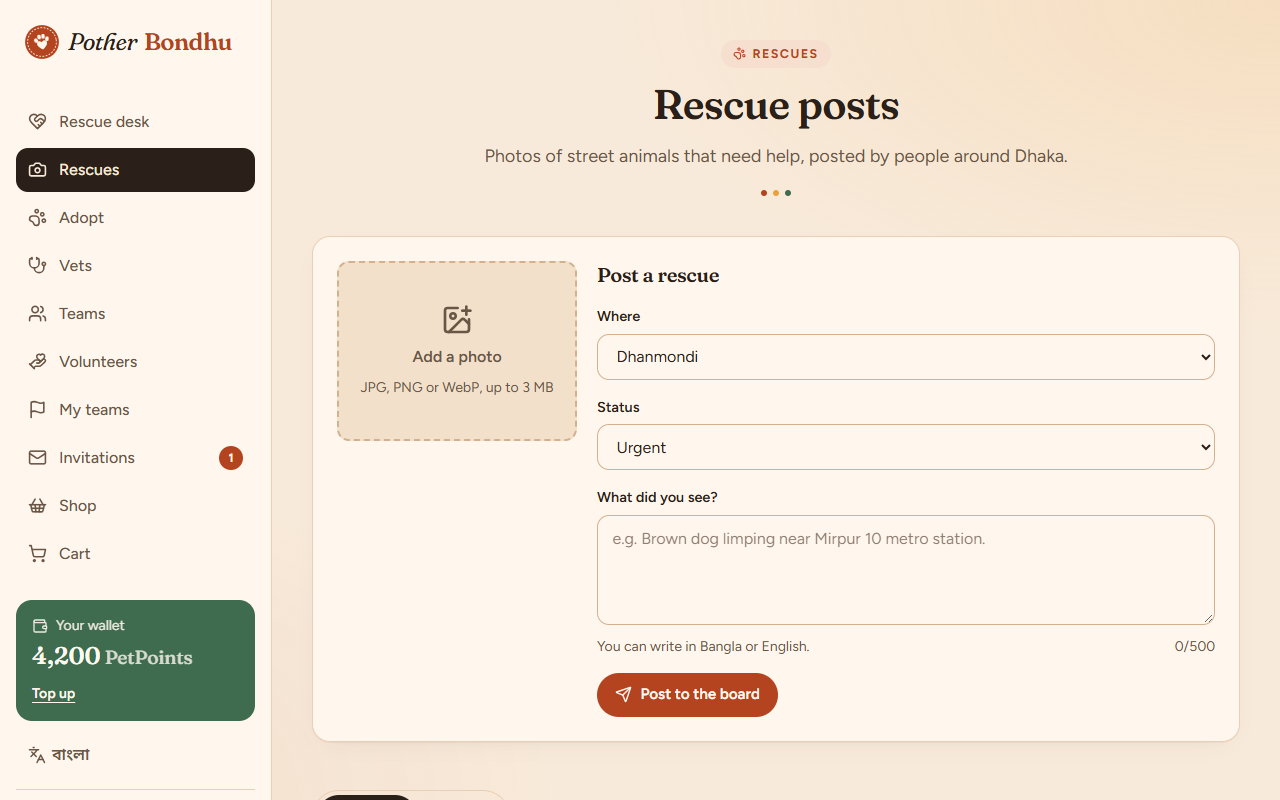 Pother Bondhu
Rescue desk
Rescues
Adopt
Vets
Teams
Volunteers
My teams
Invitations 1
Shop
Cart
Your wallet
4,200 PetPoints
Top up
বাংলা
RESCUES
Rescue posts
Photos of street animals that need help, posted by people around Dhaka.
Add a photo
JPG, PNG or WebP, up to 3 MB
Post a rescue
Where
Dhanmondi
Status
Urgent
What did you see?
e.g. Brown dog limping near Mirpur 10 metro station.
You can write in Bangla or English. 0/500
Post to the board